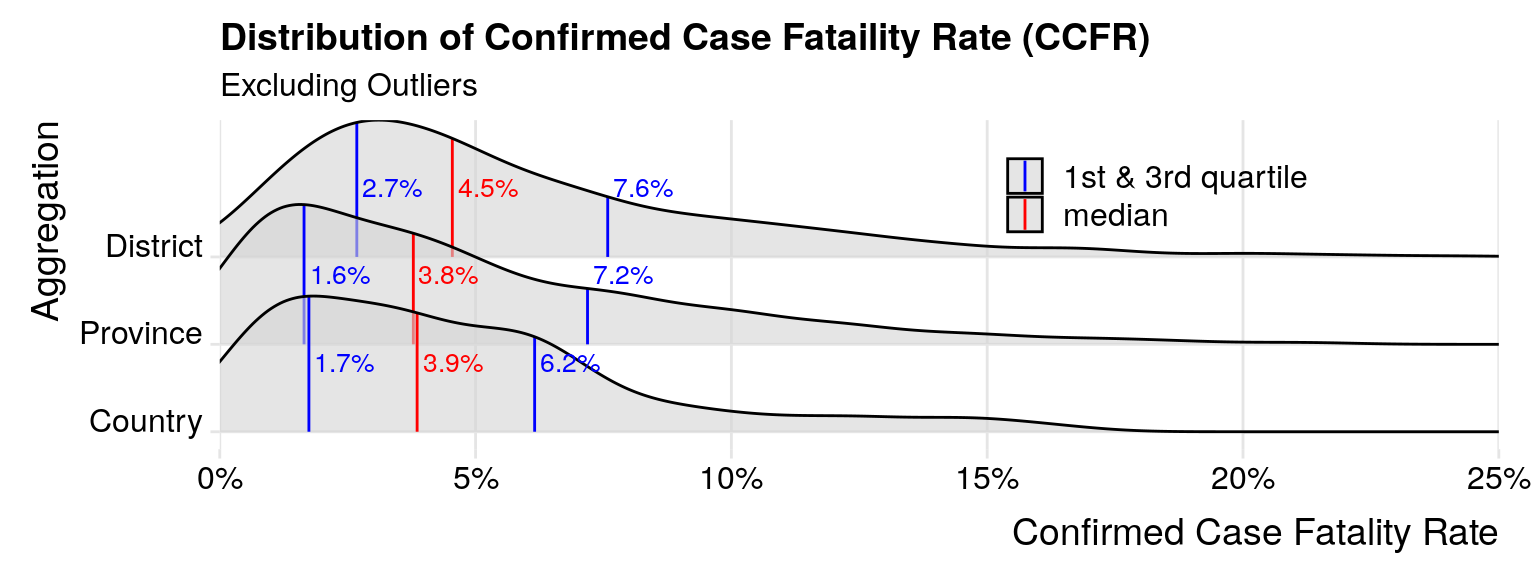 Distribution of Confirmed Case Fataility Rate (CCFR)
Excluding Outliers
Aggregation
1st & 3rd quartile
median
District
2.7% 4.5% 7.6%
Province
1.6% 3.8% 7.2%
Country
1.7% 3.9% 6.2%
0% 5% 10% 15% 20% 25%
Confirmed Case Fatality Rate